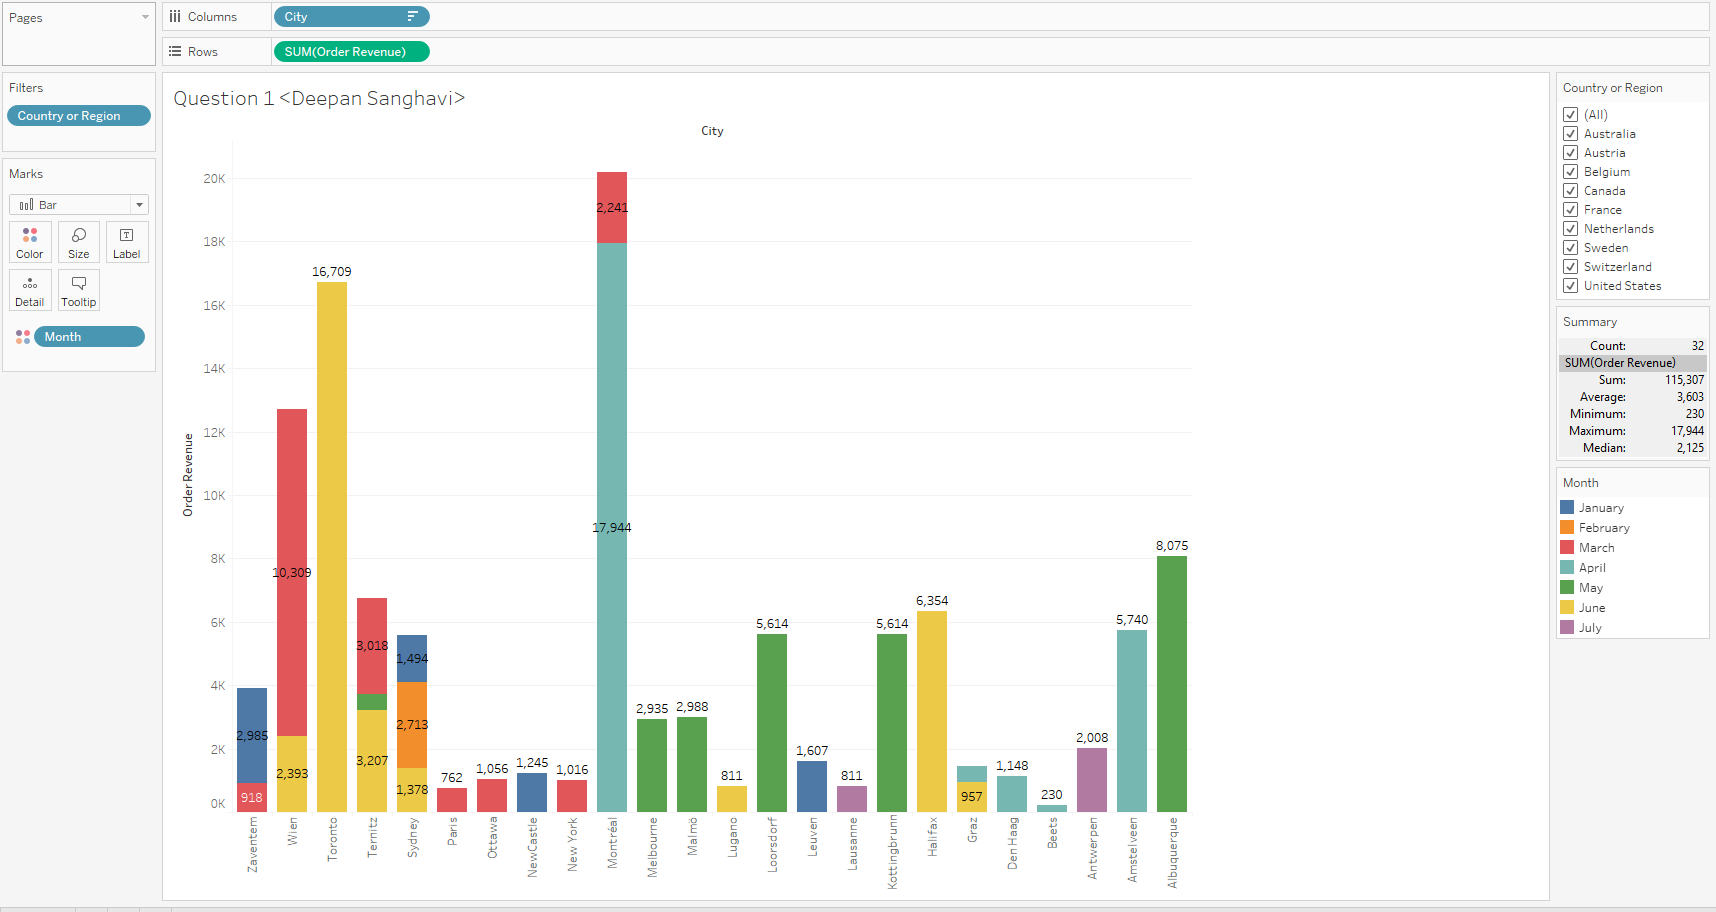 Pages
Columns
City
Rows
SUM(Order Revenue)
Filters
Country or Region
Marks
Bar
Color
Size
Label
Detail
Tooltip
Month
Question 1 <Deepan Sanghavi>
City
Order Revenue
20K
18K
16K
14K
12K
10K
8K
6K
4K
2K
0K
2,985
918
10,309
2,393
16,709
3,018
3,207
1,494
2,713
1,378
762
1,056
1,245
1,016
2,241
17,944
2,935
2,988
811
5,614
1,607
811
5,614
6,354
957
1,148
230
2,008
5,740
8,075
Zaventem
Wien
Toronto
Ternitz
Sydney
Paris
Ottawa
NewCastle
New York
Montréal
Melbourne
Malmö
Lugano
Loorsdorf
Leuven
Lausanne
Kottingbrunn
Halifax
Graz
Den Haag
Beets
Antwerpen
Amstelveen
Albuquerque
Country or Region
(All)
Australia
Austria
Belgium
Canada
France
Netherlands
Sweden
Switzerland
United States
Summary
Count: 32
SUM(Order Revenue)
Sum: 115,307
Average: 3,603
Minimum: 230
Maximum: 17,944
Median: 2,125
Month
January
February
March
April
May
June
July